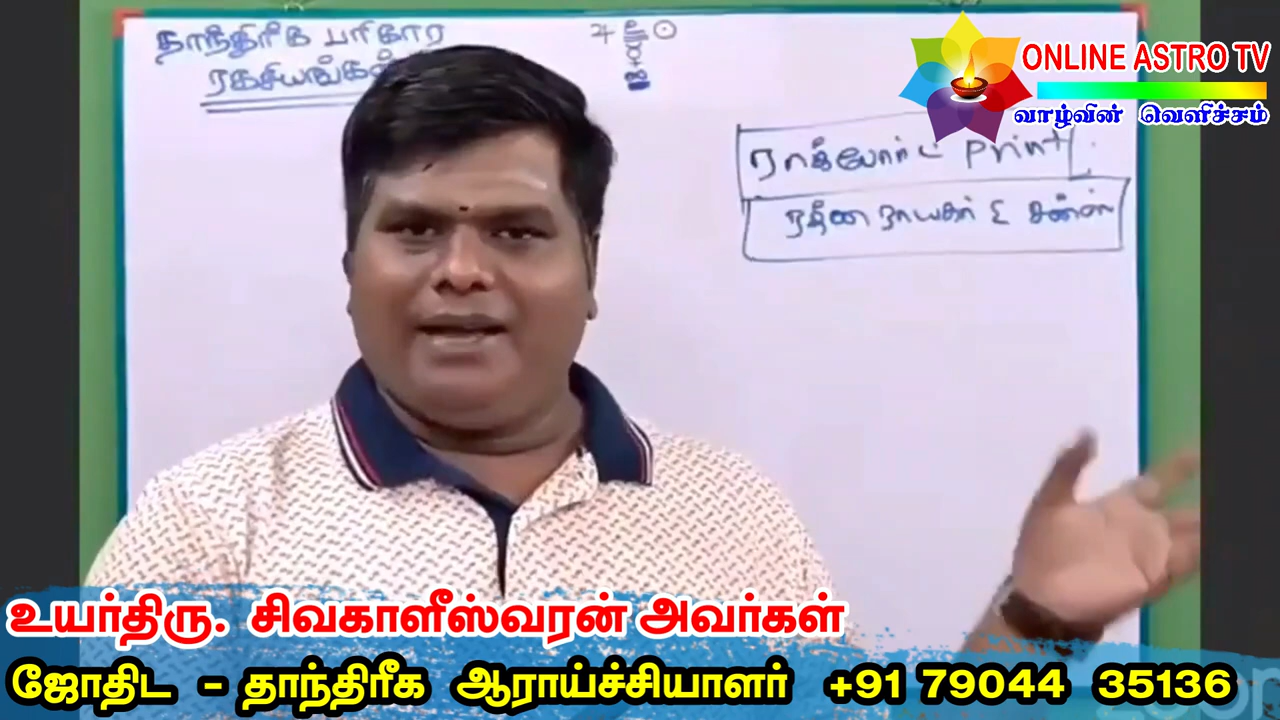 தாந்திரீக பரிகார
ரகசியங்கள்
ONLINE ASTRO TV
வாழ்வின் வெளிச்சம்
Print
& சன்ஸ்
உயர்திரு. சிவகாளீஸ்வரன் அவர்கள்
ஜோதிட - தாந்திரீக ஆராய்ச்சியாளர் +91 79044 35136